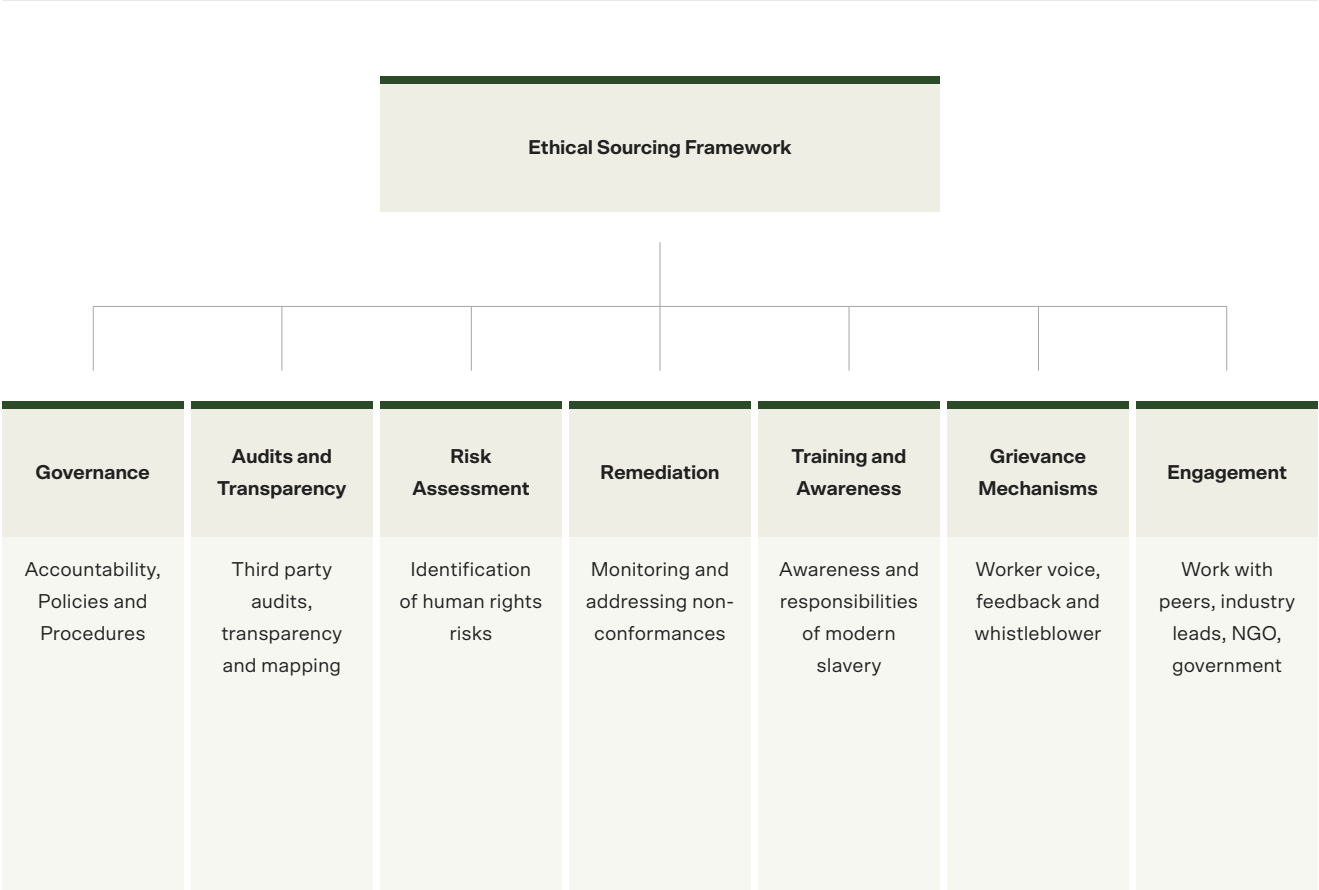 Ethical Sourcing Framework
Governance
Accountability,
Policies and
Procedures
Audits and
Transparency
Third party
audits,
transparency
and mapping
Risk
Assessment
Identification
of human rights
risks
Remediation
Monitoring and
addressing non-
conformances
Training and
Awareness
Awareness and
responsibilities
of modern
slavery
Grievance
Mechanisms
Worker voice,
feedback and
whistleblower
Engagement
Work with
peers, industry
leads, NGO,
government